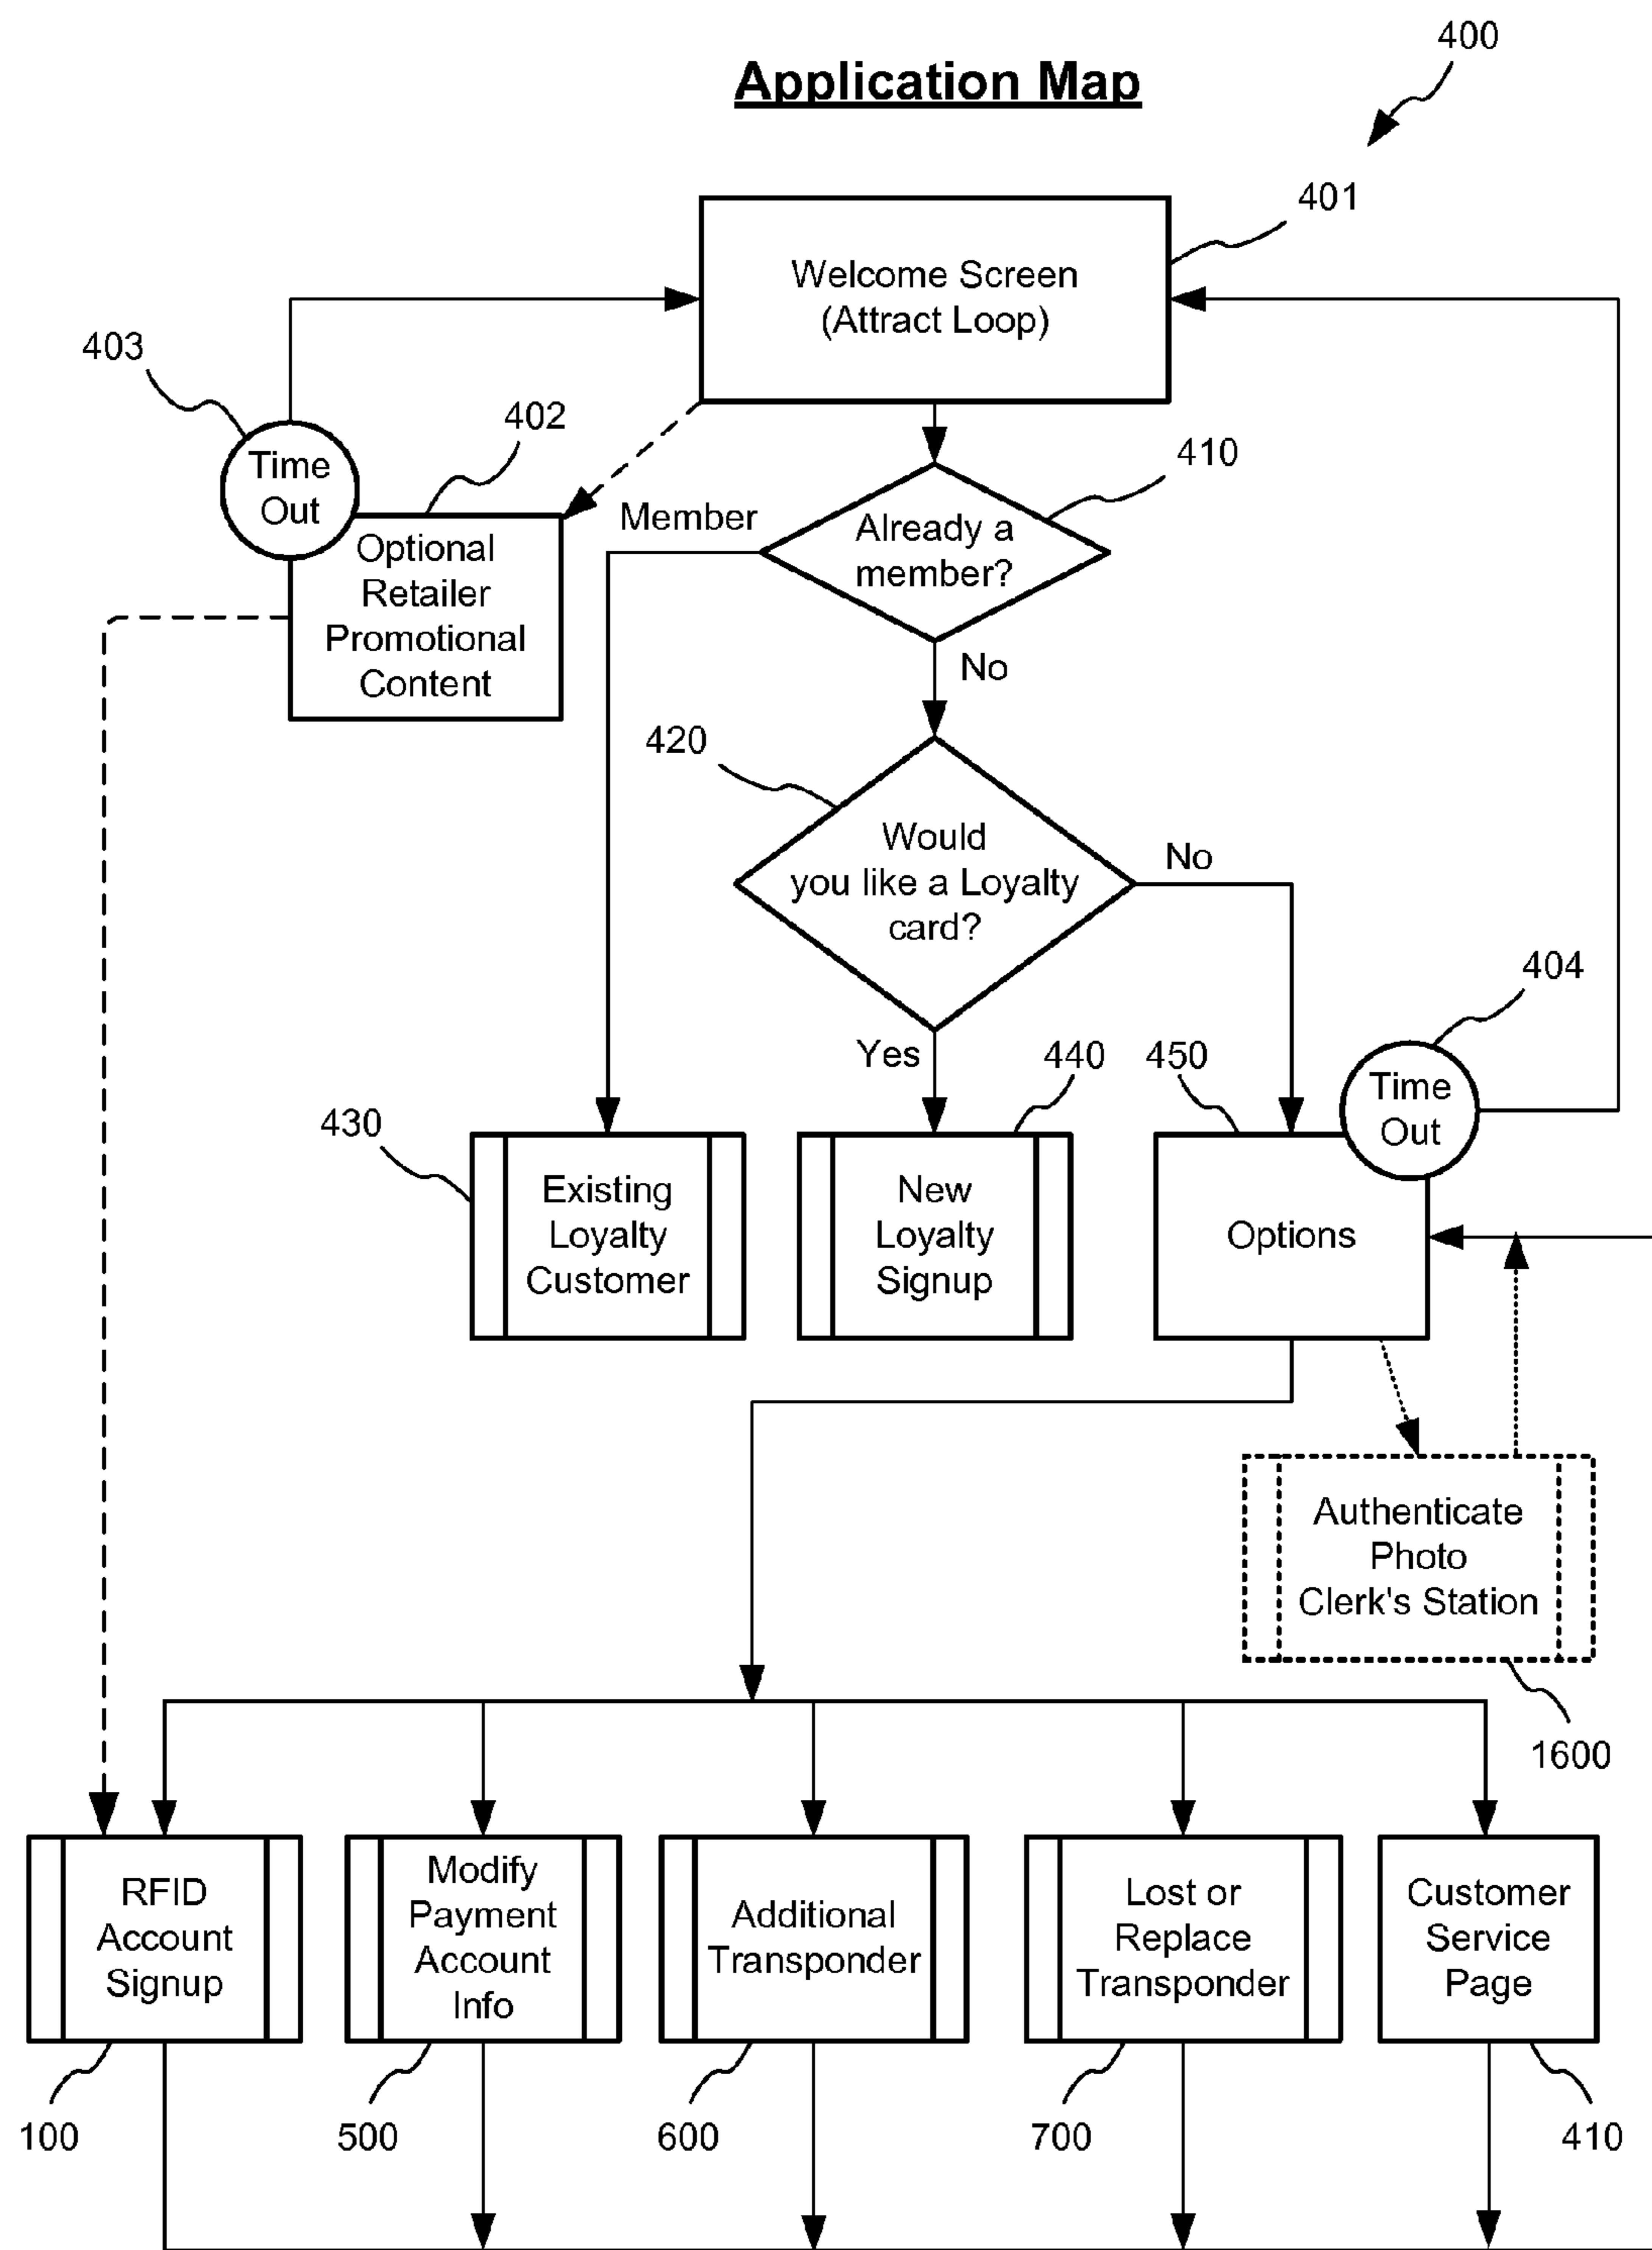 400
Application Map
401
Welcome Screen
(Attract Loop)
403
402
Time
Out
410
Member
Already a
member?
Optional
Retailer
Promotional
Content
No
420
Would
you like a Loyalty
card?
No
404
Yes
440
450
Time
Out
430
Existing
Loyalty
Customer
New
Loyalty
Signup
Options
Authenticate
Photo
Clerk's Station
1600
RFID
Account
Signup
Modify
Payment
Account
Info
Additional
Transponder
Lost or
Replace
Transponder
Customer
Service
Page
100
500
600
700
410